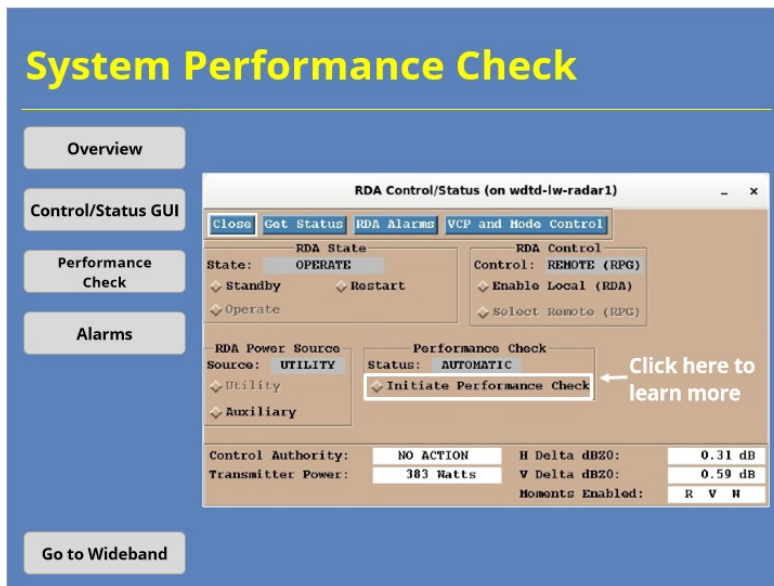 System Performance Check
Overview
Control/Status GUI
Performance
Check
Alarms
Go to Wideband
RDA Control/Status (on wdtd-lw-radar1)
Close Get Status RDA Alarms VCP and Mode Control
RDA State
State: OPERATE
Standby Restart
Operate
RDA Control
Control: REMOTE (RPG)
Enable Local (RDA)
Select Remote (RPG)
RDA Power Source
Source: UTILITY
Utility
Auxiliary
Performance Check
Status: AUTOMATIC
Initiate Performance Check
Click here to
learn more
Control Authority: NO ACTION H Delta dBZ0: 0.31 dB
Transmitter Power: 383 Watts V Delta dBZ0: 0.59 dB
Moments Enabled: R V W